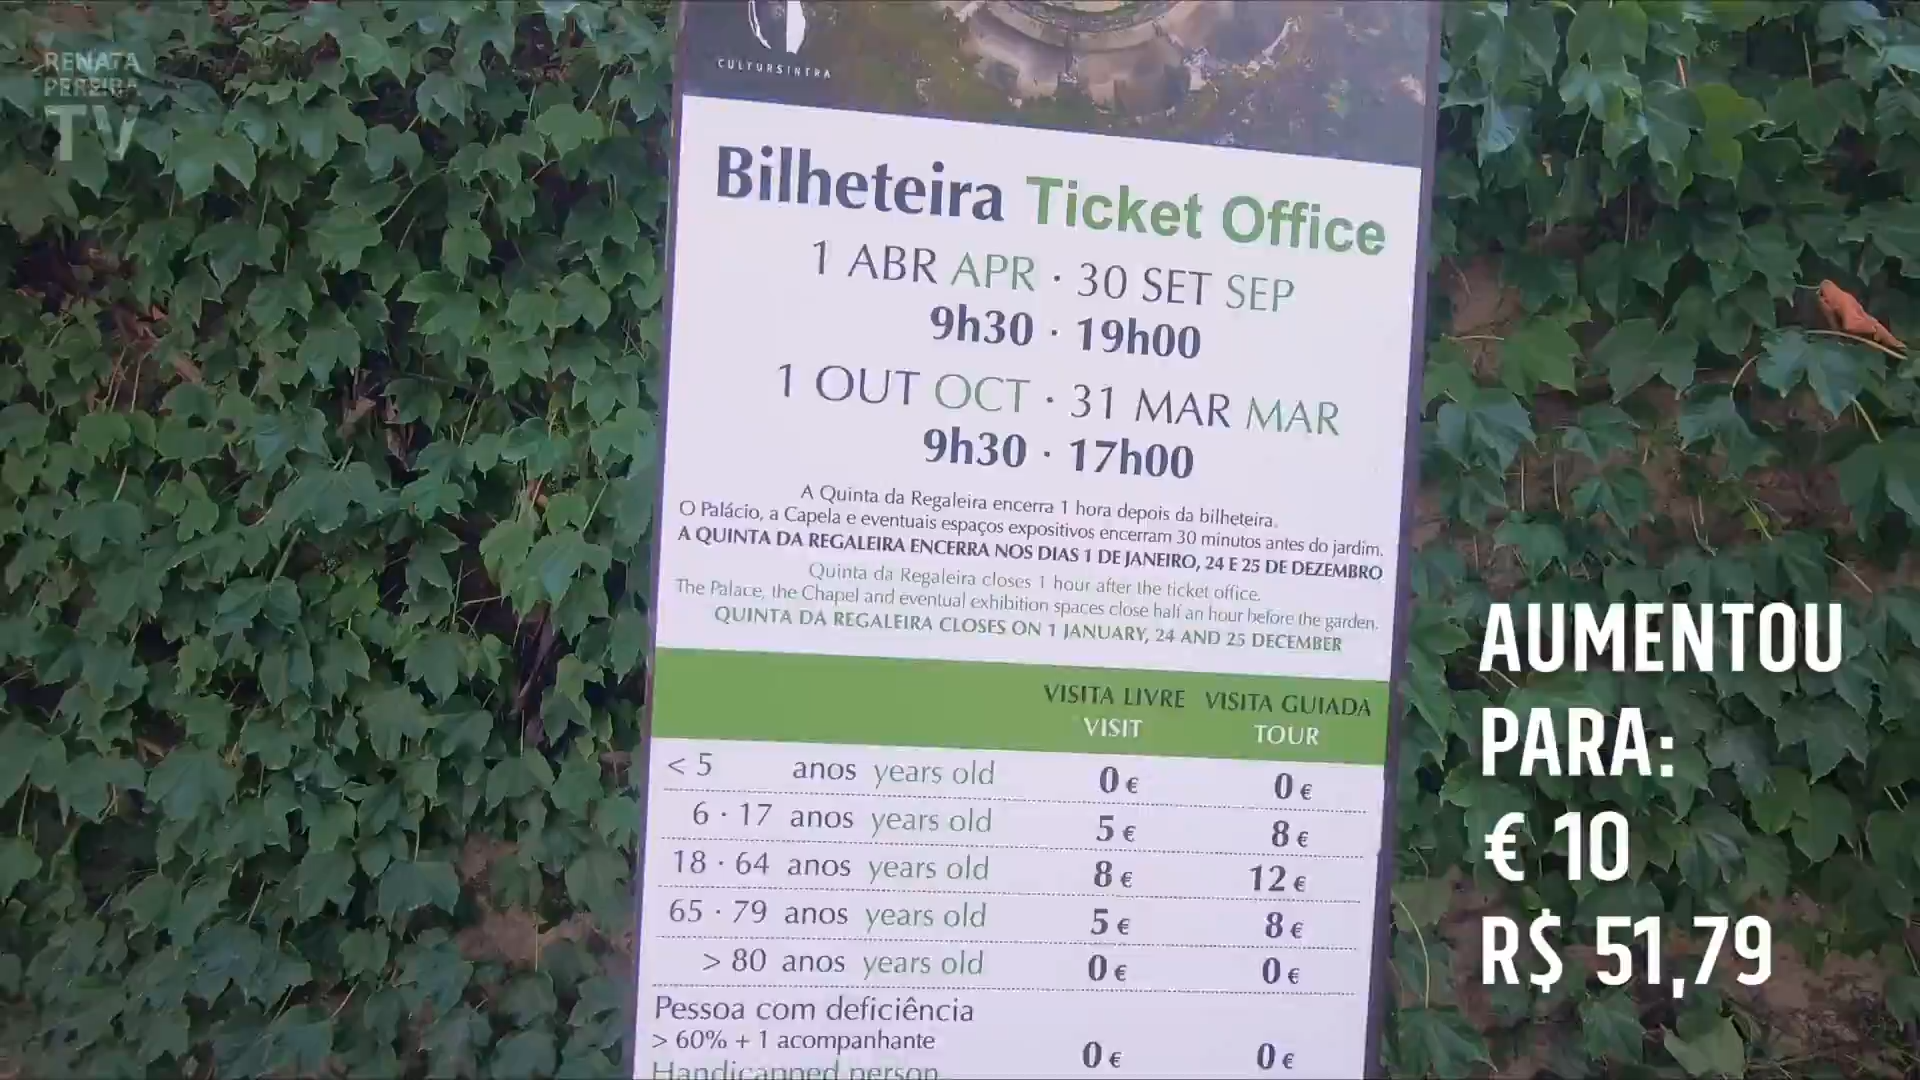 RENATA
PEREIRA
TV
CULTURSINTRA
Bilheteira Ticket Office
1 ABR APR · 30 SET SEP
9h30 · 19h00
1 OUT OCT · 31 MAR MAR
9h30 · 17h00
A Quinta da Regaleira encerra 1 hora depois da bilheteira.
O Palácio, a Capela e eventuais espaços expositivos encerram 30 minutos antes do jardim.
A QUINTA DA REGALEIRA ENCERRA NOS DIAS 1 DE JANEIRO, 24 E 25 DE DEZEMBRO
Quinta da Regaleira closes 1 hour after the ticket office.
The Palace, the Chapel and eventual exhibition spaces close half an hour before the garden.
QUINTA DA REGALEIRA CLOSES ON 1 JANUARY, 24 AND 25 DECEMBER
VISITA LIVRE VISITA GUIADA
VISIT TOUR
< 5 anos years old 0 € 0 €
6 · 17 anos years old 5 € 8 €
18 · 64 anos years old 8 € 12 €
65 · 79 anos years old 5 € 8 €
> 80 anos years old 0 € 0 €
Pessoa com deficiência
> 60% + 1 acompanhante 0 € 0 €
Handicapped person
AUMENTOU
PARA:
€ 10
R$ 51,79